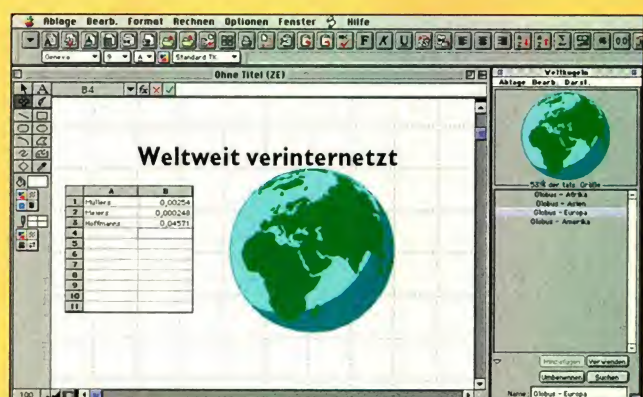 Ablage Bearb. Format Rechnen Optionen Fenster Hilfe
F K U
Geneva 9 A Standard TK
Ohne Titel (ZE)
B4 fx
Weltweit verinternetzt
A B
1 Müllers 0,00254
2 Meiers 0,000248
3 Hoffmanns 0,04571
4
5
6
7
8
9
10
11
100
Weltkugeln
Ablage Bearb. Darst.
53% der tats. Größe
Globus - Afrika
Globus - Asien
Globus - Europa
Globus - Amerika
Hinzufügen Verwenden
Umbenennen Suchen
Name: Globus - Europa